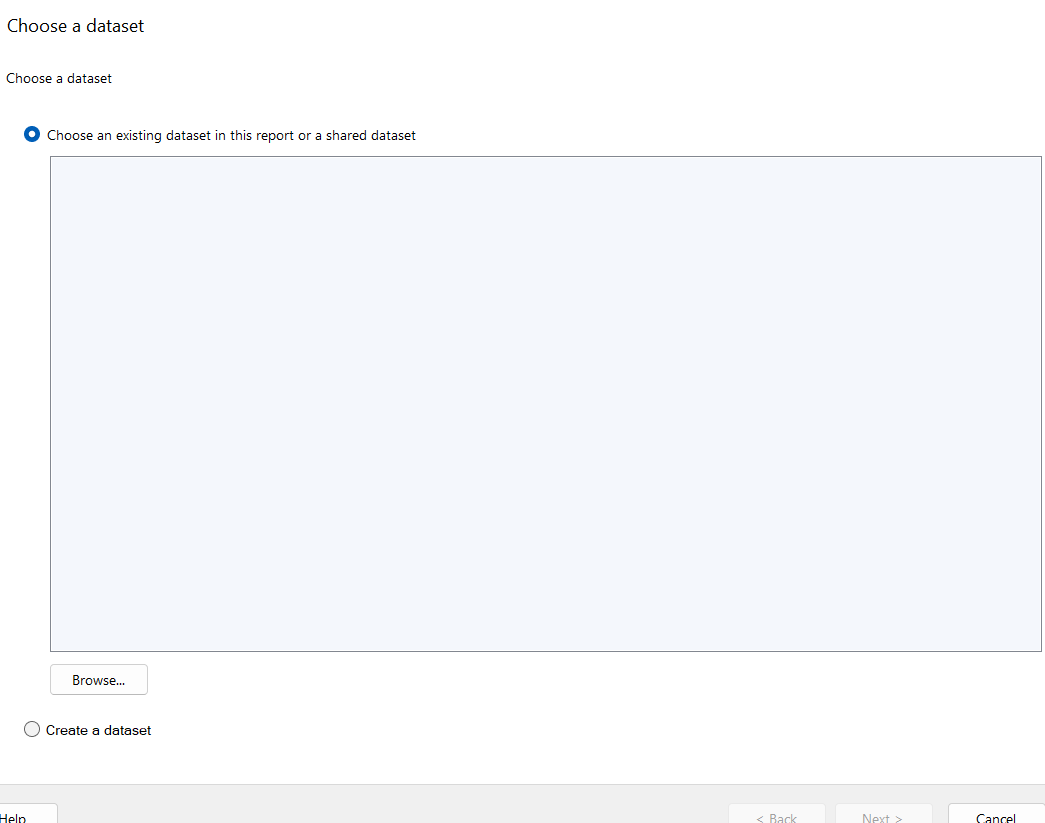 Choose a dataset
Choose a dataset
Choose an existing dataset in this report or a shared dataset
Browse...
Create a dataset
Help
< Back
Next >
Cancel